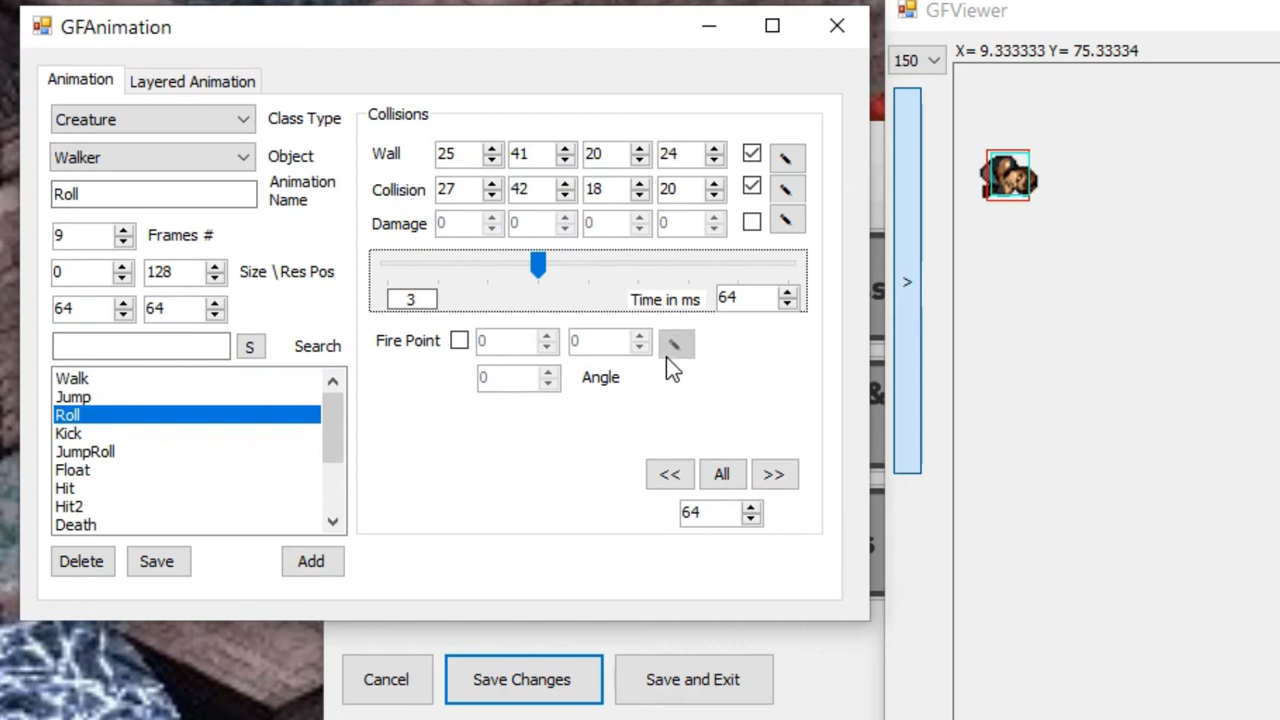 GFAnimation
GFViewer
Animation
Layered Animation
150
X= 9.333333 Y= 75.33334
Creature
Class Type
Walker
Object
Roll
Animation
Name
9
Frames #
0
128
Size \Res Pos
64
64
S
Search
Walk
Jump
Roll
Kick
JumpRoll
Float
Hit
Hit2
Death
Delete
Save
Add
Collisions
Wall
25
41
20
24
Collision
27
42
18
20
Damage
0
0
0
0
3
Time in ms
64
Fire Point
0
0
0
Angle
<<
All
>>
64
>
s
&
Cancel
Save Changes
Save and Exit